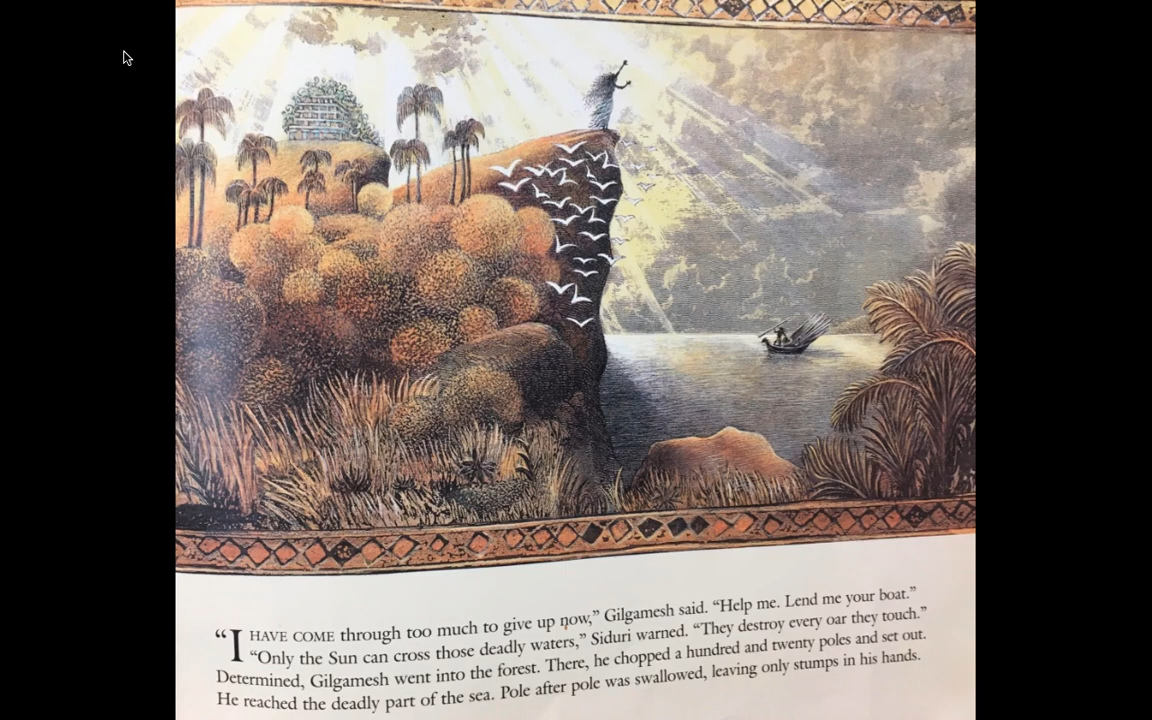 “I HAVE COME through too much to give up now,” Gilgamesh said. “Help me. Lend me your boat.”
“Only the Sun can cross those deadly waters,” Siduri warned. “They destroy every oar they touch.”
Determined, Gilgamesh went into the forest. There, he chopped a hundred and twenty poles and set out.
He reached the deadly part of the sea. Pole after pole was swallowed, leaving only stumps in his hands.